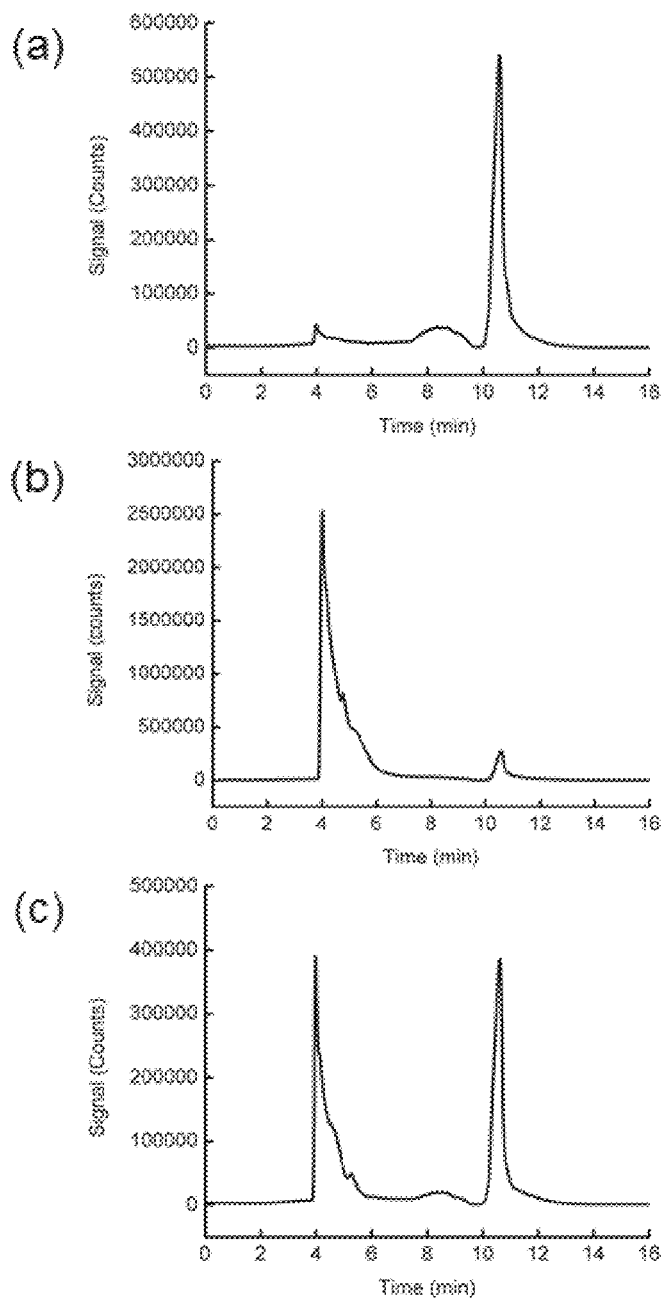 (a)
600000
500000
400000
300000
200000
100000
0
Signal (Counts)
0 2 4 6 8 10 12 14 16
Time (min)
(b)
3000000
2500000
2000000
1500000
1000000
500000
0
Signal (counts)
0 2 4 6 8 10 12 14 16
Time (min)
(c)
500000
400000
300000
200000
100000
0
Signal (Counts)
0 2 4 6 8 10 12 14 16
Time (min)